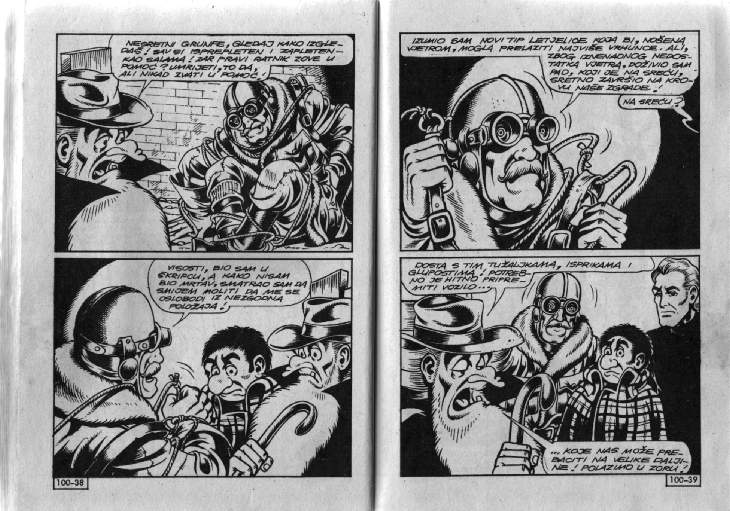 NESRETNI GRUNFE, GLEDAJ KAKO IZGLE-
DAŠ! SAV SI ISPREPLETEN I ZAPLETEN-
KAO SALAMA! ZAR PRAVI RATNIK ZOVE U
POMOĆ? UMRIJETI, TO DA,
ALI NIKAD ZVATI U POMOĆ!
VISOSTI, BIO SAM U
ŠKRIPCU, A KAKO NISAM
BIO MRTAV, SMATRAO SAM DA
SMIJEM MOLITI DA ME SE
OSLOBODI IZ NEZGODNA
POLOŽAJA!
100-38
IZUMIO SAM NOVI TIP LETJELICE KOJA BI, NOŠENA
VJETROM, MOGLA PRELAZITI NAJVIŠE VRHUNCE. ALI,
ZBOG IZNENADNOG NEDOS-
TATKA VJETRA, DOŽIVIO SAM
PAD, KOJI JE NA SREĆU,
SRETNO ZAVRŠIO NA KRO-
VU NAŠE ZGRADE!
NA SREĆU?
DOSTA S TIM TUŽALJKAMA, ISPRIKAMA I
GLUPOSTIMA! POTREB-
NO JE HITNO PRIPRE-
MITI VOZILO...
... KOJE NAS MOŽE PRE-
BACITI NA VELIKE DALJI-
NE! POLAZIMO U ZORU!
100-39